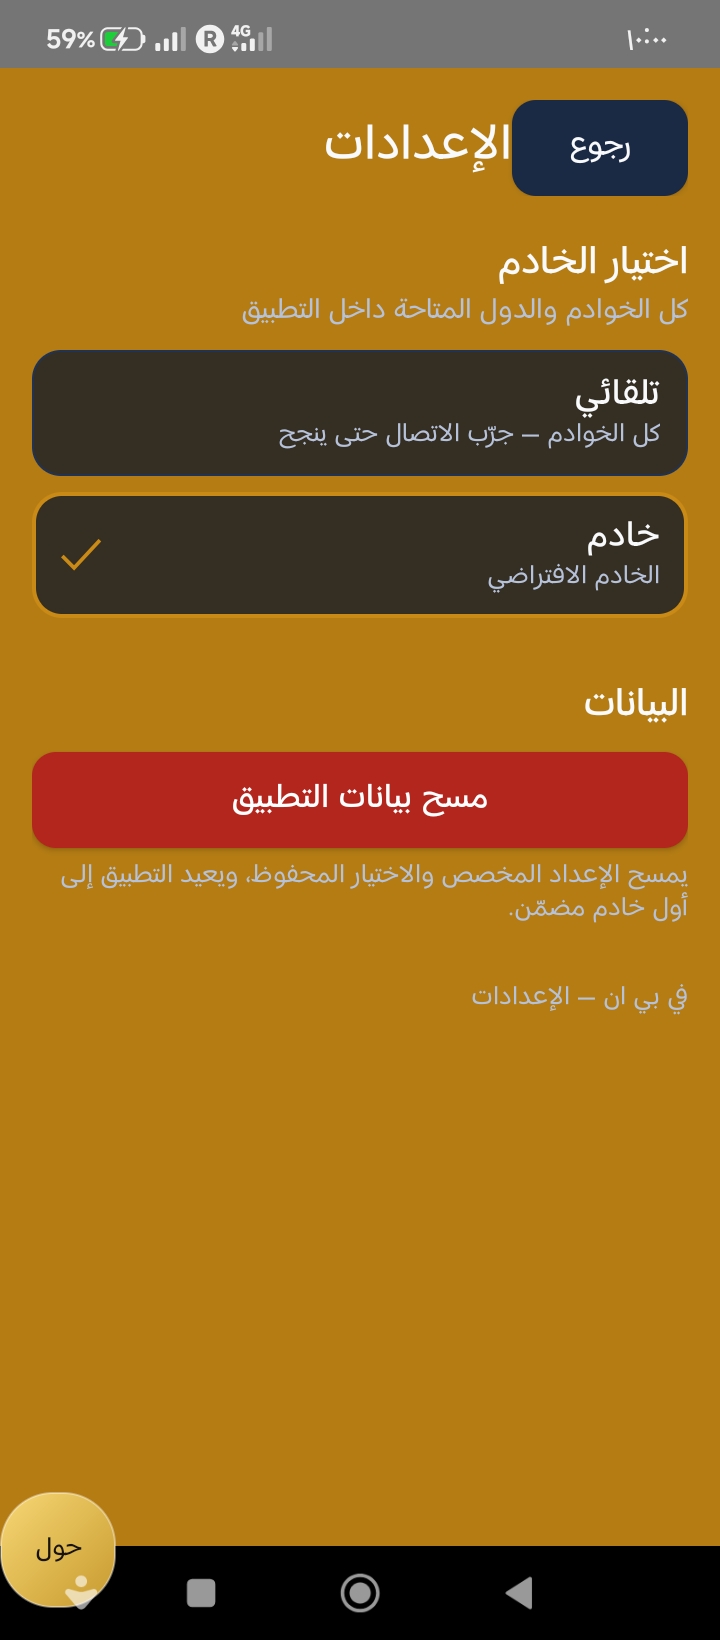 59% R 4G ١٠:٠٠
رجوع
الإعدادات
اختيار الخادم
كل الخوادم والدول المتاحة داخل التطبيق
تلقائي
كل الخوادم — جرّب الاتصال حتى ينجح
خادم
الخادم الافتراضي
البيانات
مسح بيانات التطبيق
يمسح الإعداد المخصص والاختيار المحفوظ، ويعيد التطبيق إلى
أول خادم مضمّن.
في بي ان — الإعدادات
حول